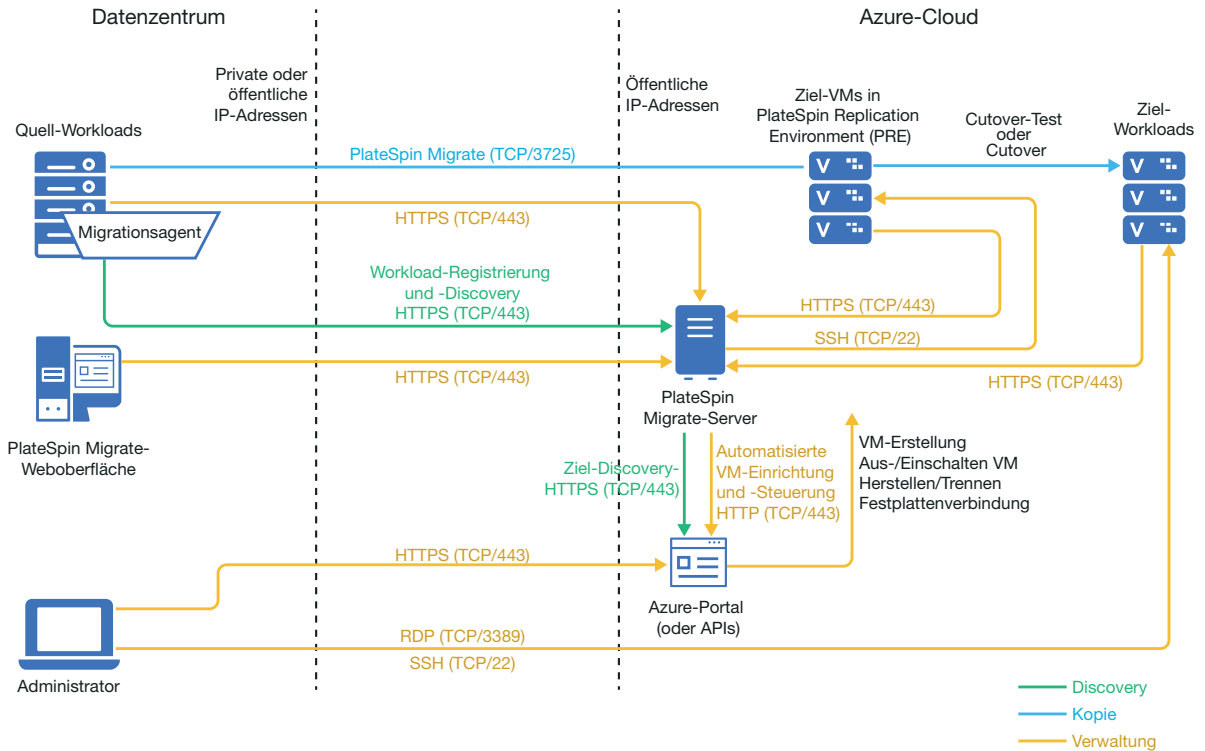 Datenzentrum
Azure-Cloud
Private oder
öffentliche
IP-Adressen
Öffentliche
IP-Adressen
Quell-Workloads
Ziel-VMs in
PlateSpin Replication
Environment (PRE)
Cutover-Test
oder
Cutover
Ziel-
Workloads
PlateSpin Migrate (TCP/3725)
V
V
V
V
V
V
HTTPS (TCP/443)
Migrationsagent
Workload-Registrierung
und -Discovery
HTTPS (TCP/443)
HTTPS (TCP/443)
SSH (TCP/22)
HTTPS (TCP/443)
HTTPS (TCP/443)
PlateSpin
Migrate-Server
PlateSpin Migrate-
Weboberfläche
Ziel-Discovery-
HTTPS (TCP/443)
Automatisierte
VM-Einrichtung
und -Steuerung
HTTP (TCP/443)
VM-Erstellung
Aus-/Einschalten VM
Herstellen/Trennen
Festplattenverbindung
HTTPS (TCP/443)
Azure-Portal
(oder APIs)
RDP (TCP/3389)
SSH (TCP/22)
Administrator
Discovery
Kopie
Verwaltung